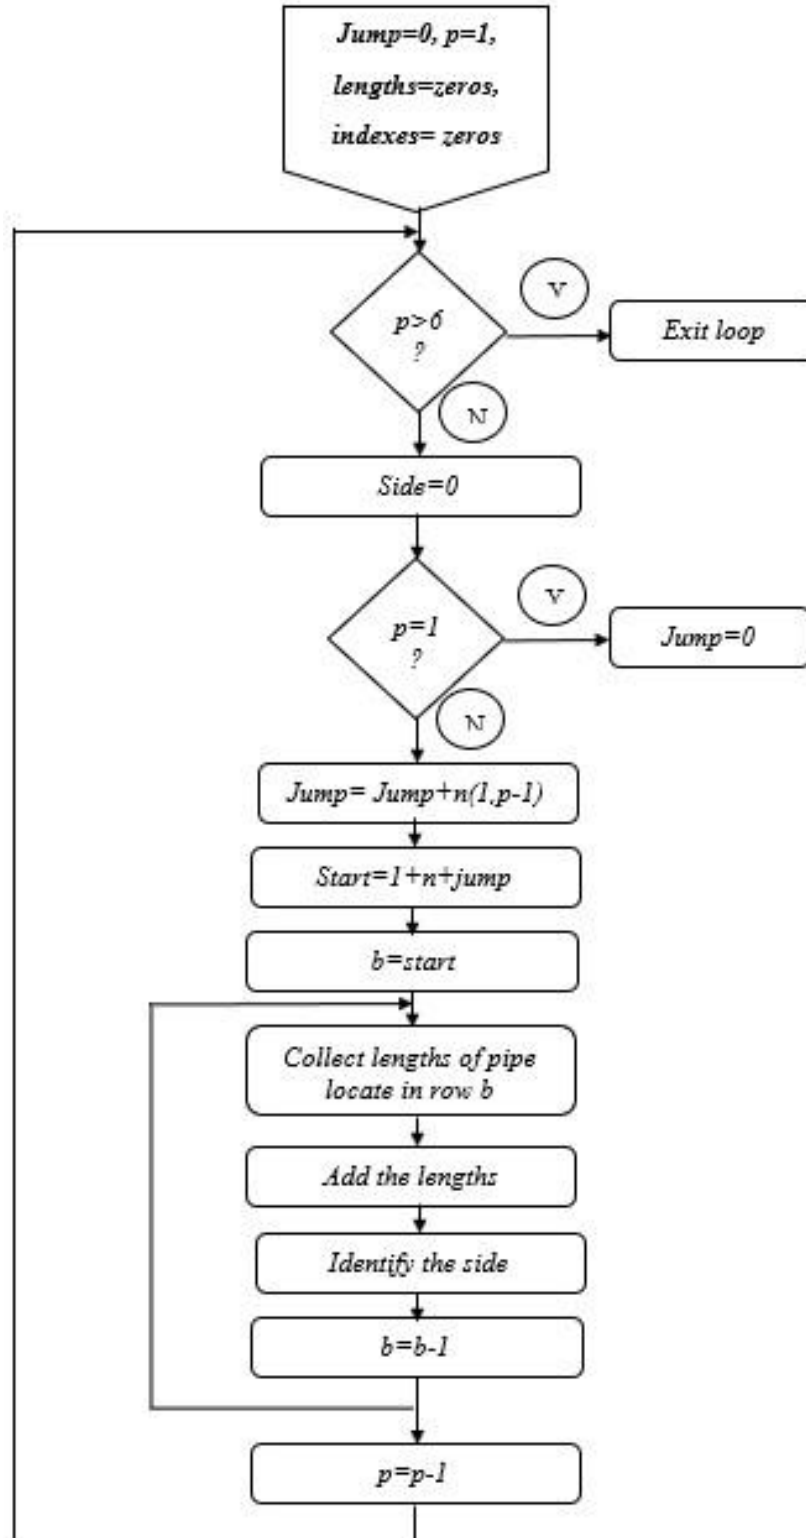 Jump=0, p=1,
lengths=zeros,
indexes= zeros
p>6
?
Y
Exit loop
N
Side=0
p=1
?
Y
Jump=0
N
Jump= Jump+n(1,p-1)
Start=1+n+jump
b=start
Collect lengths of pipe
locate in row b
Add the lengths
Identify the side
b=b-1
p=p-1